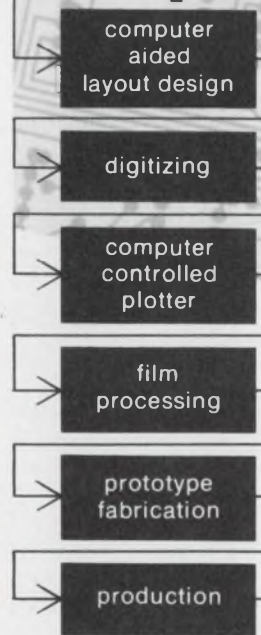 computer
aided
layout design
digitizing
computer
controlled
plotter
film
processing
prototype
fabrication
production